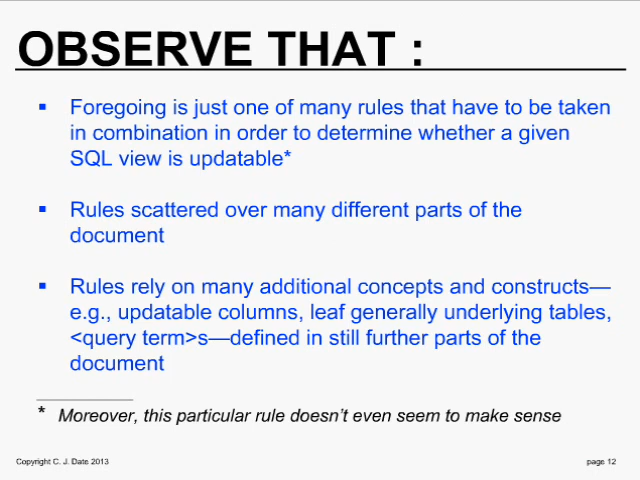 OBSERVE THAT :
▪ Foregoing is just one of many rules that have to be taken
in combination in order to determine whether a given
SQL view is updatable*
▪ Rules scattered over many different parts of the
document
▪ Rules rely on many additional concepts and constructs—
e.g., updatable columns, leaf generally underlying tables,
<query term>s—defined in still further parts of the
document
* Moreover, this particular rule doesn't even seem to make sense
Copyright C. J. Date 2013
page 12